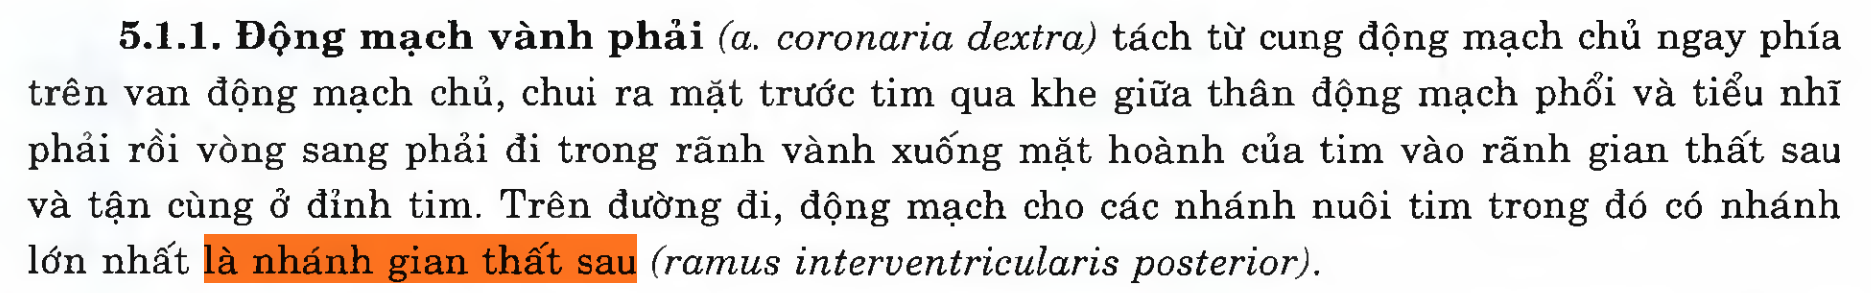 5.1.1. Động mạch vành phải (a. coronaria dextra) tách từ cung động mạch chủ ngay phía
trên van động mạch chủ, chui ra mặt trước tim qua khe giữa thân động mạch phổi và tiểu nhĩ
phải rồi vòng sang phải đi trong rãnh vành xuống mặt hoành của tim vào rãnh gian thất sau
và tận cùng ở đỉnh tim. Trên đường đi, động mạch cho các nhánh nuôi tim trong đó có nhánh
lớn nhất là nhánh gian thất sau (ramus interventricularis posterior).